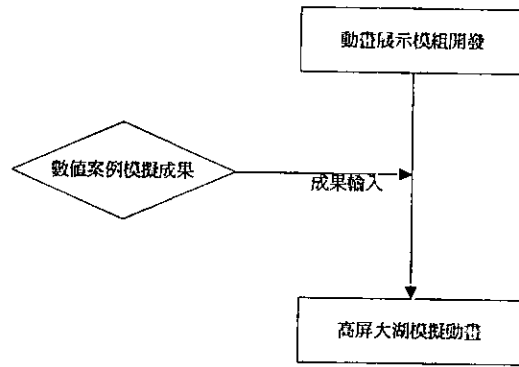 動畫展示模組開發
數值案例模擬成果
成果輸入
高屏大湖模擬動畫